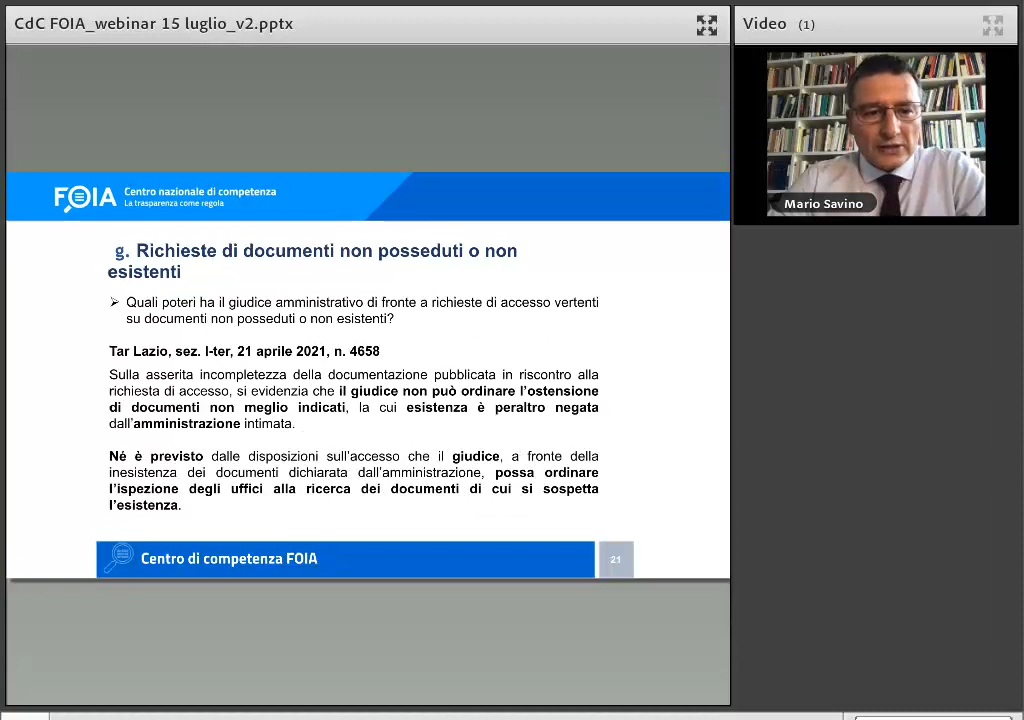 CdC FOIA_webinar 15 luglio_v2.pptx
Video (1)
Mario Savino
FOIA Centro nazionale di competenza
La trasparenza come regola
g. Richieste di documenti non posseduti o non
esistenti
➢ Quali poteri ha il giudice amministrativo di fronte a richieste di accesso vertenti
su documenti non posseduti o non esistenti?
Tar Lazio, sez. I-ter, 21 aprile 2021, n. 4658
Sulla asserita incompletezza della documentazione pubblicata in riscontro alla
richiesta di accesso, si evidenzia che il giudice non può ordinare l'ostensione
di documenti non meglio indicati, la cui esistenza è peraltro negata
dall'amministrazione intimata.
Né è previsto dalle disposizioni sull'accesso che il giudice, a fronte della
inesistenza dei documenti dichiarata dall'amministrazione, possa ordinare
l'ispezione degli uffici alla ricerca dei documenti di cui si sospetta
l'esistenza.
Centro di competenza FOIA
21